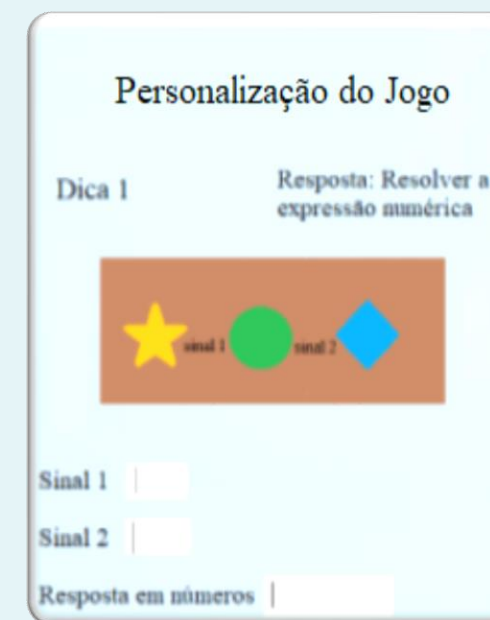 Personalização do Jogo
Dica 1
Resposta: Resolver a
expressão numérica
sinal 1 sinal 2
Sinal 1
Sinal 2
Resposta em números